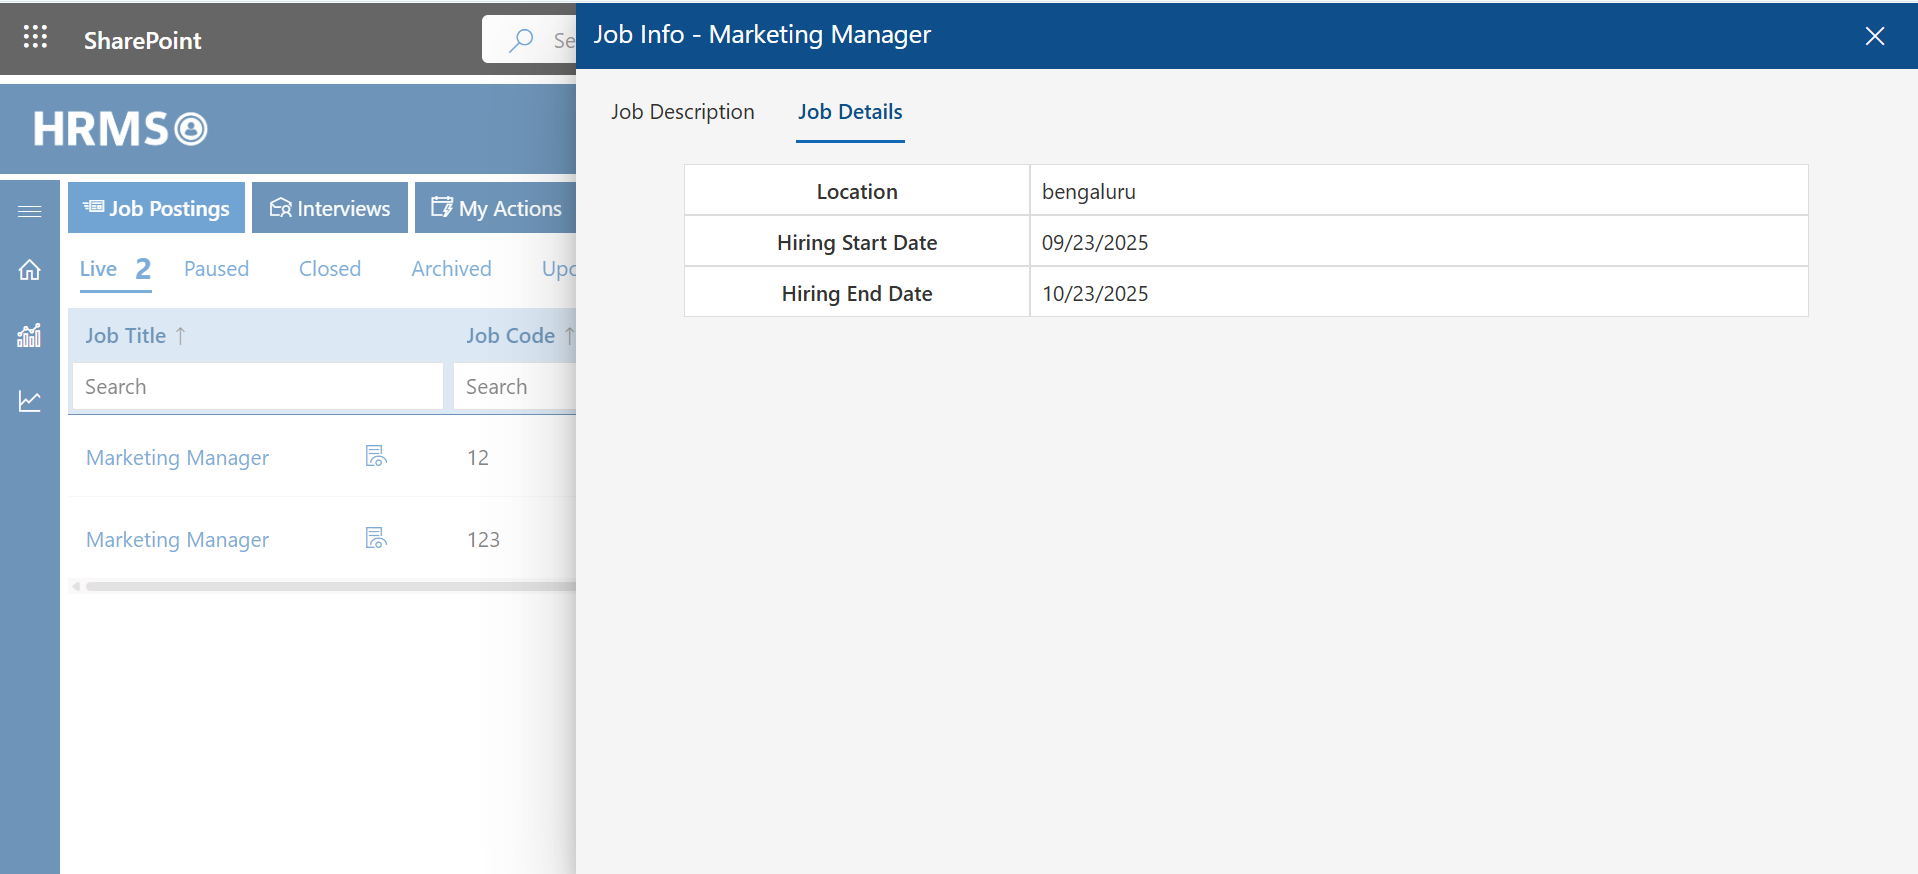 SharePoint
Se
Job Info - Marketing Manager
HRMS
Job Description
Job Details
Location
bengaluru
Hiring Start Date
09/23/2025
Hiring End Date
10/23/2025
Job Postings
Interviews
My Actions
Live 2
Paused
Closed
Archived
Upc
Job Title ↑
Job Code ↑
Search
Search
Marketing Manager
12
Marketing Manager
123